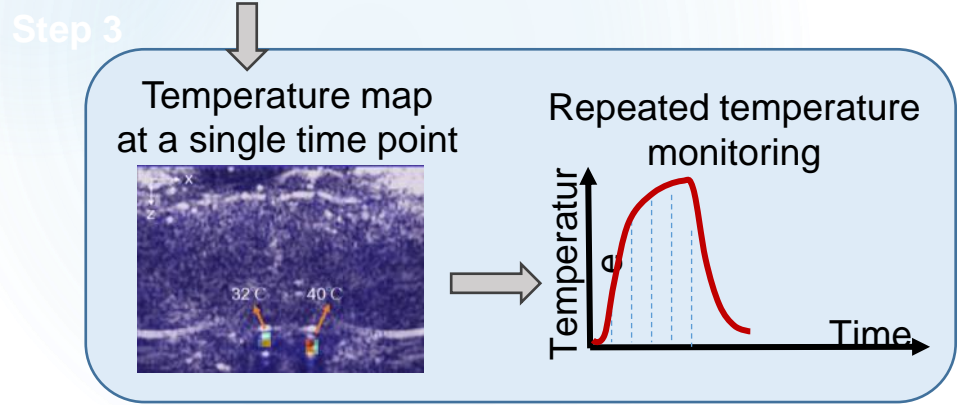 Step 3
Temperature map
at a single time point
X
Z
32℃
40℃
Repeated temperature
monitoring
Temperatur
e
Time